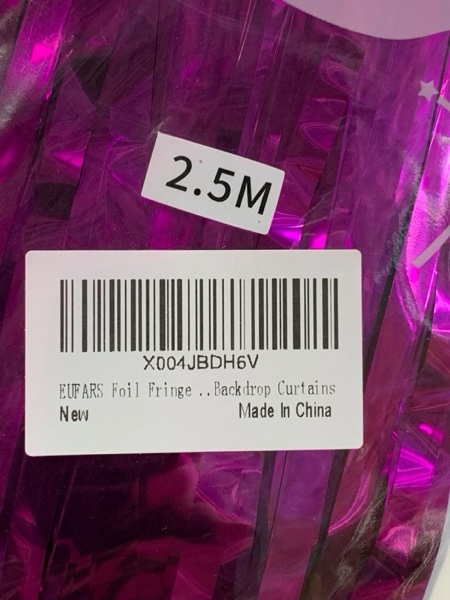 2.5M
X004JBDH6V
EUFARS Foil Fringe ..Backdrop Curtains
New Made In China